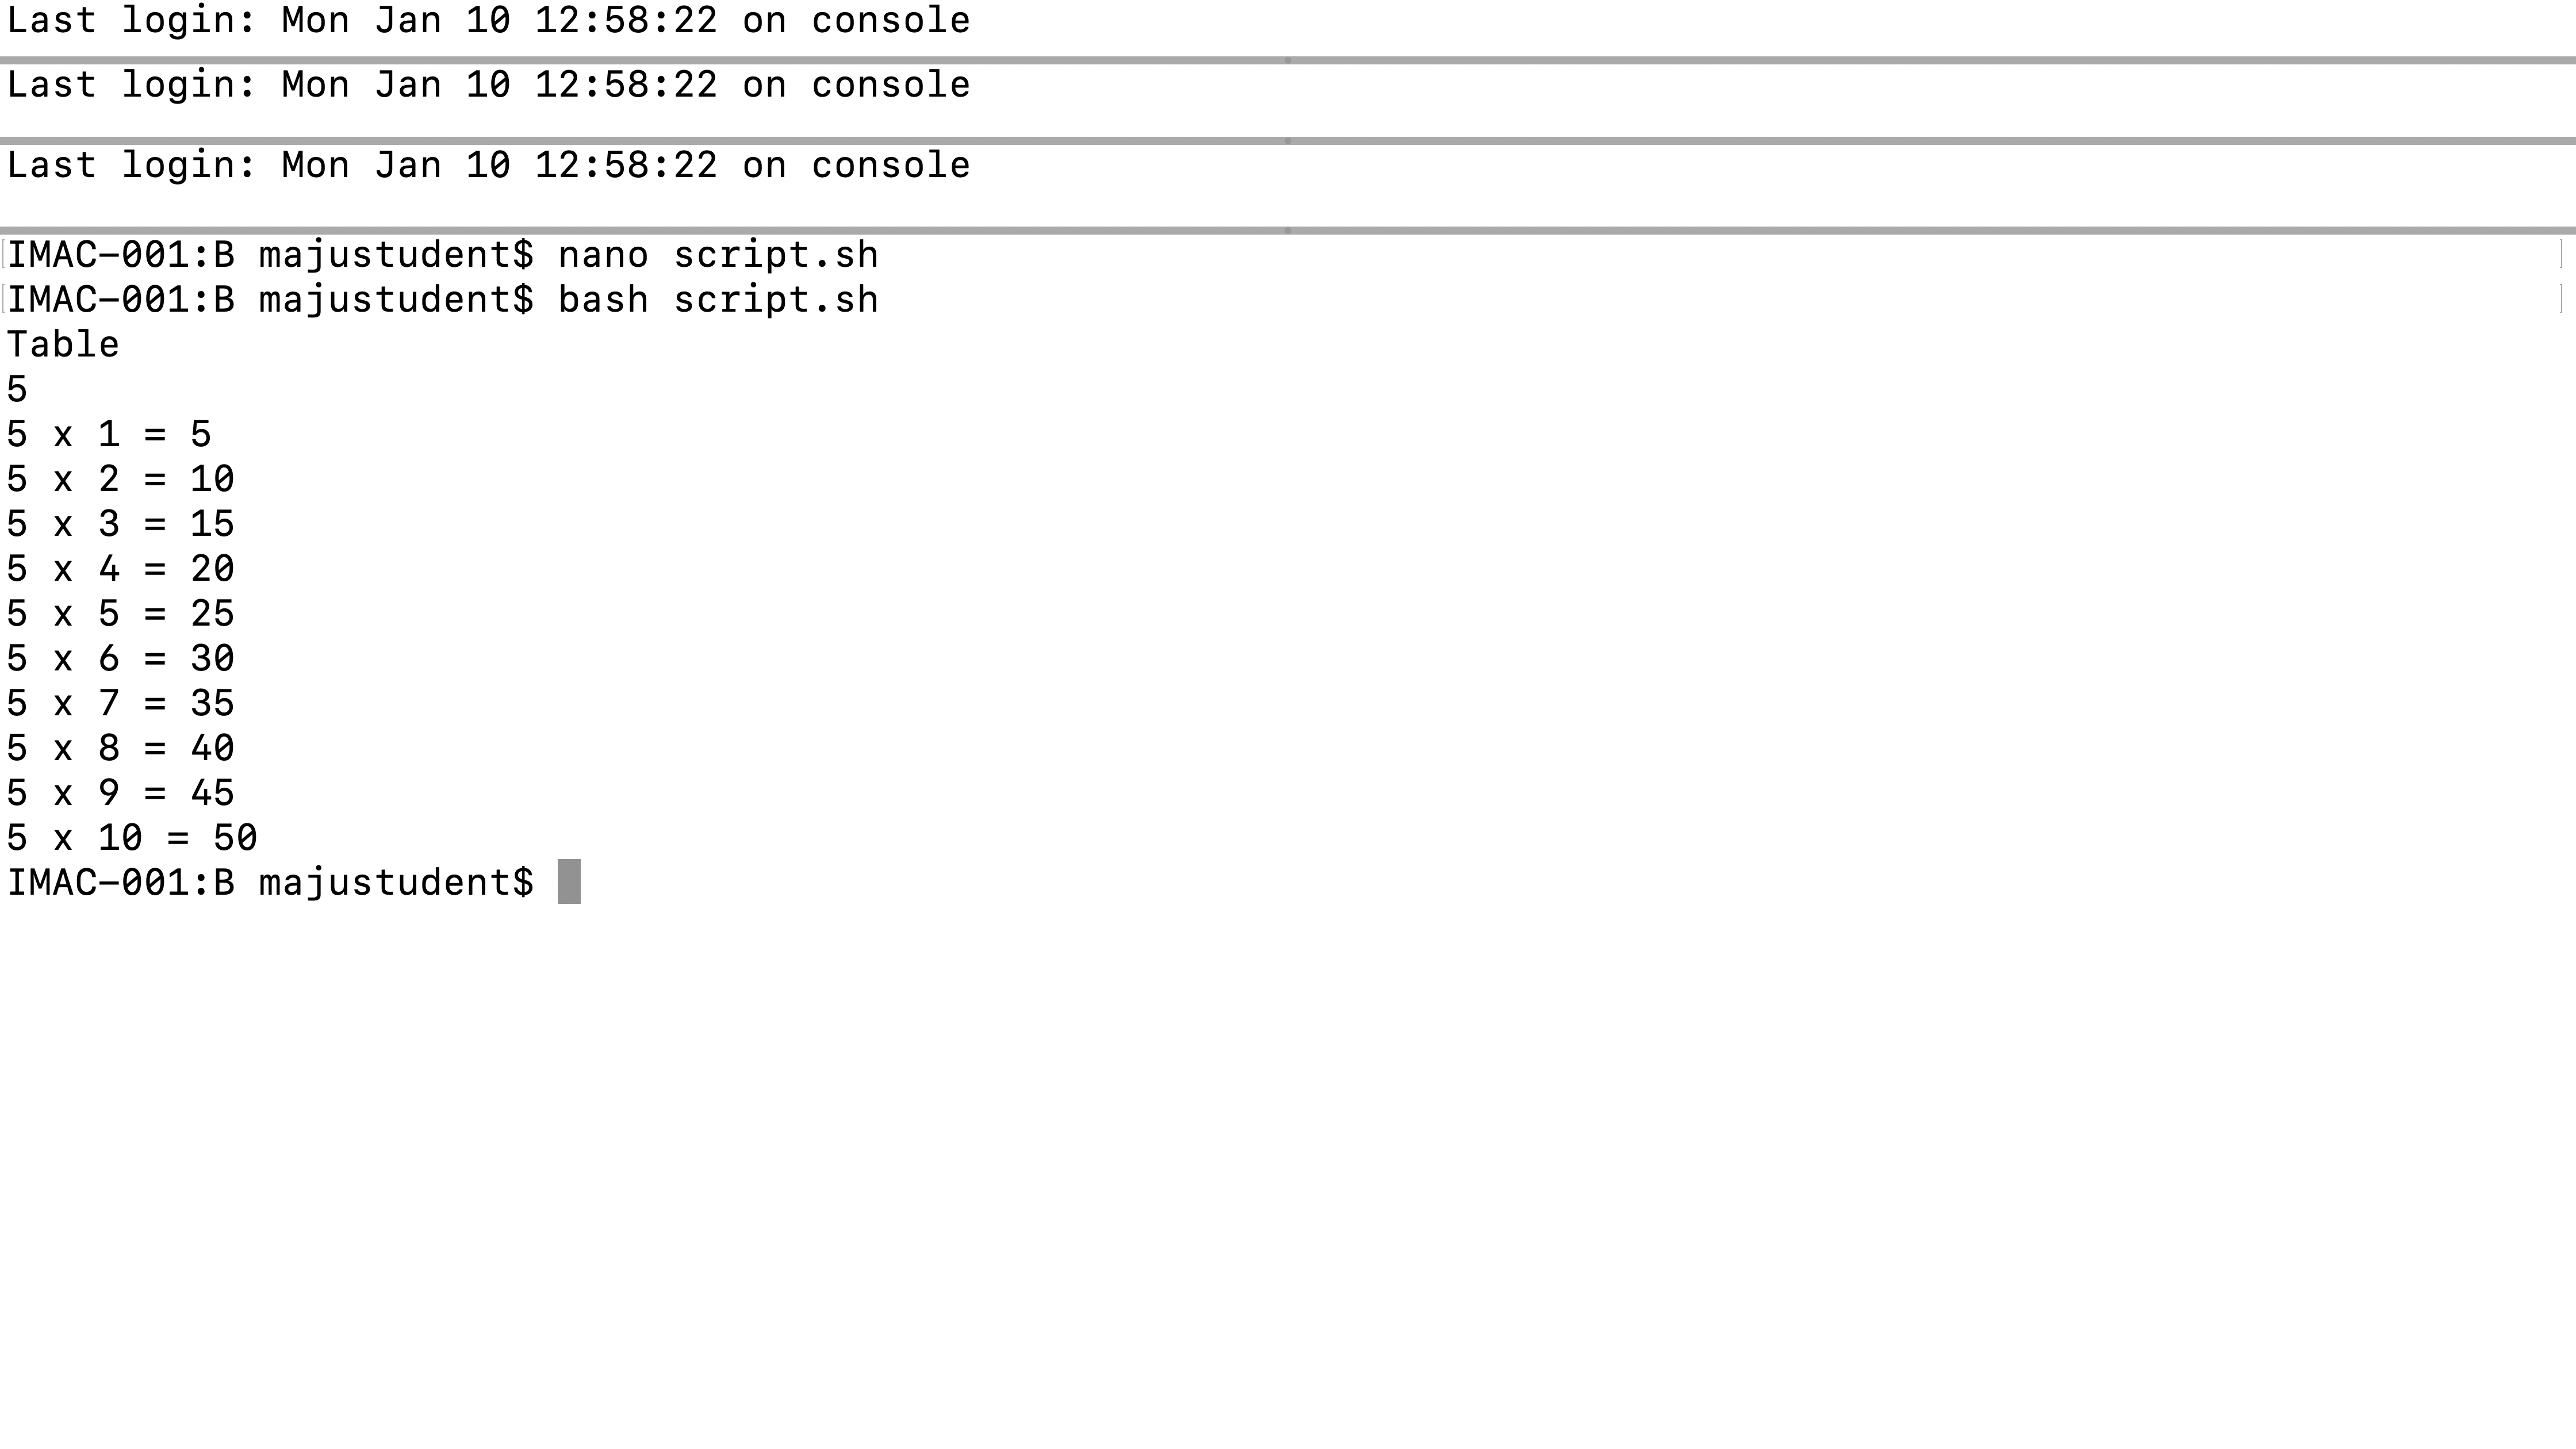 Last login: Mon Jan 10 12:58:22 on console
Last login: Mon Jan 10 12:58:22 on console
Last login: Mon Jan 10 12:58:22 on console
IMAC-001:B majustudent$ nano script.sh
IMAC-001:B majustudent$ bash script.sh
Table
5
5 x 1 = 5
5 x 2 = 10
5 x 3 = 15
5 x 4 = 20
5 x 5 = 25
5 x 6 = 30
5 x 7 = 35
5 x 8 = 40
5 x 9 = 45
5 x 10 = 50
IMAC-001:B majustudent$